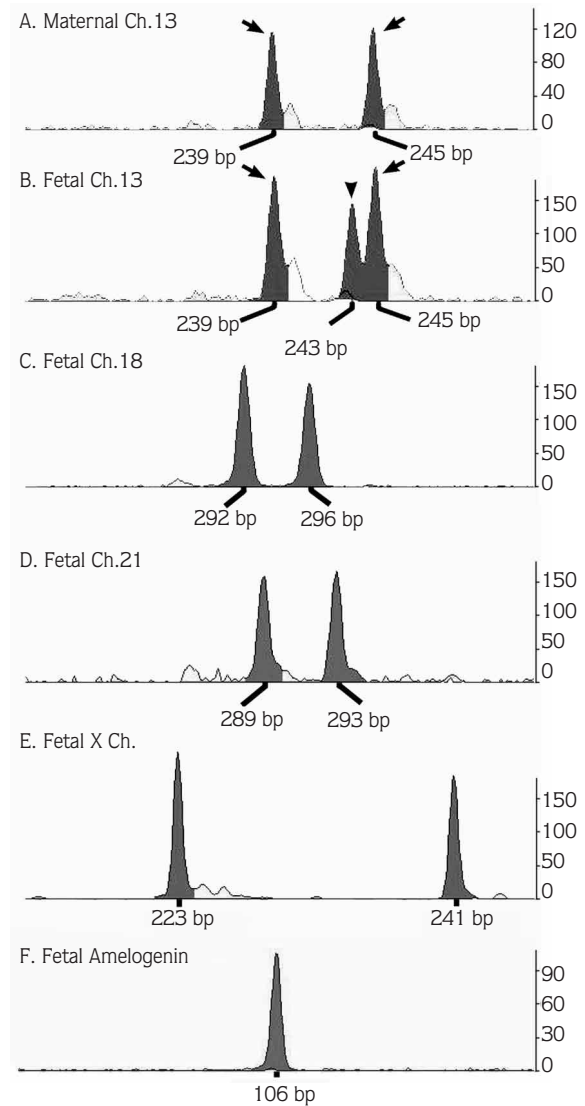 A. Maternal Ch.13
120
80
40
0
239 bp
245 bp
B. Fetal Ch.13
150
100
50
0
239 bp
243 bp
245 bp
C. Fetal Ch.18
150
100
50
0
292 bp
296 bp
D. Fetal Ch.21
150
100
50
0
289 bp
293 bp
E. Fetal X Ch.
150
100
50
0
223 bp
241 bp
F. Fetal Amelogenin
90
60
30
0
106 bp